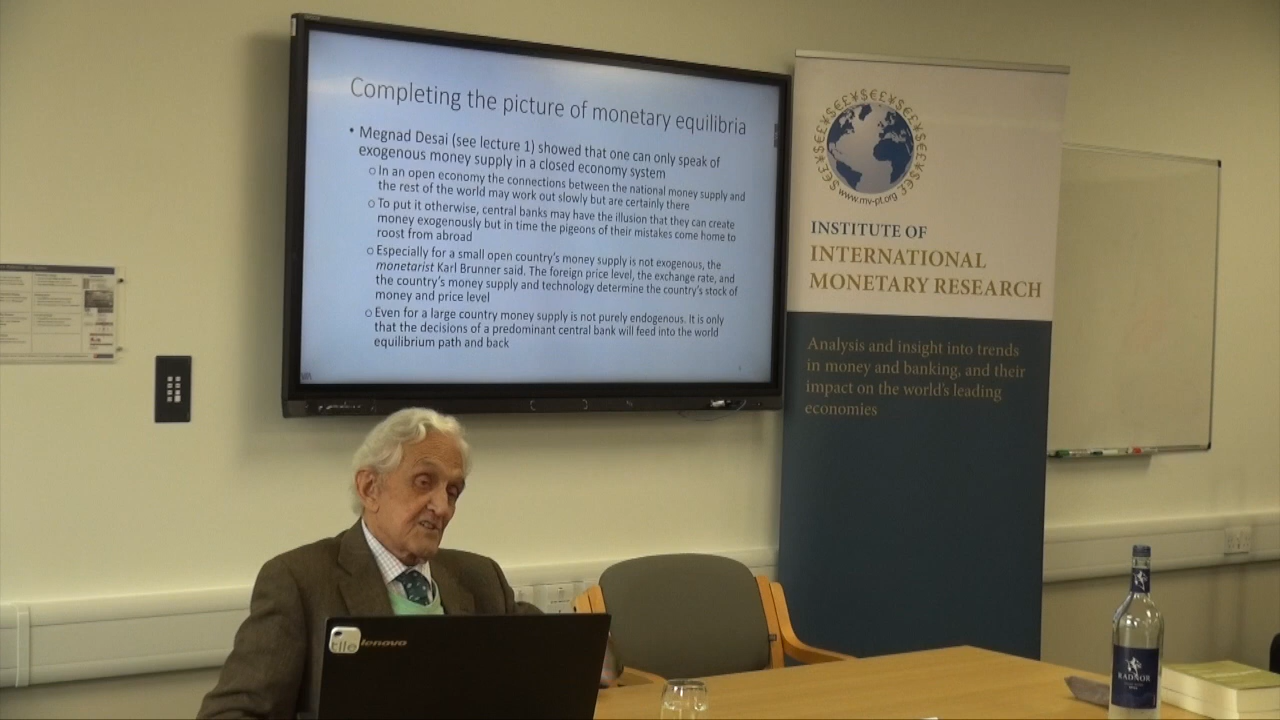 Completing the picture of monetary equilibria
• Megnad Desai (see lecture 1) showed that one can only speak of
exogenous money supply in a closed economy system
o In an open economy the connections between the national money supply and
the rest of the world may work out slowly but are certainly there
o To put it otherwise, central banks may have the illusion that they can create
money exogenously but in time the pigeons of their mistakes come home to
roost from abroad
o Especially for a small open country's money supply is not exogenous, the
monetarist Karl Brunner said. The foreign price level, the exchange rate, and
the country's money supply and technology determine the country's stock of
money and price level
o Even for a large country money supply is not purely endogenous. It is only
that the decisions of a predominant central bank will feed into the world
equilibrium path and back
www.mv-pt.org
INSTITUTE OF
INTERNATIONAL
MONETARY RESEARCH
Analysis and insight into trends
in money and banking, and their
impact on the world's leading
economies
lenovo
RADNOR